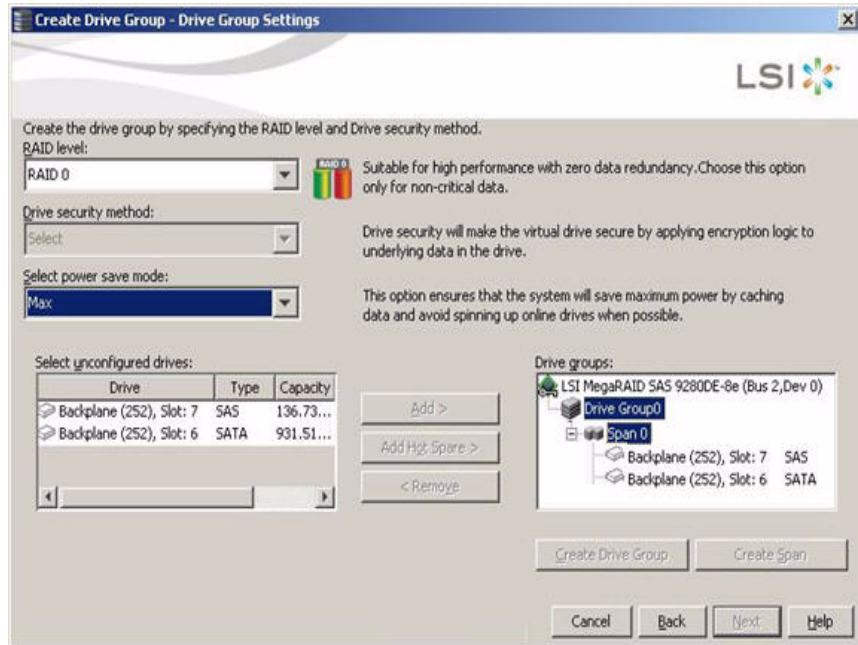 Create Drive Group - Drive Group Settings
LSI
Create the drive group by specifying the RAID level and Drive security method.
RAID level:
RAID 0
RAID 0
Suitable for high performance with zero data redundancy.Choose this option
only for non-critical data.
Drive security method:
Select
Drive security will make the virtual drive secure by applying encryption logic to
underlying data in the drive.
Select power save mode:
Max
This option ensures that the system will save maximum power by caching
data and avoid spinning up online drives when possible.
Select unconfigured drives:
Drive Type Capacity
Backplane (252), Slot: 7 SAS 136.73...
Backplane (252), Slot: 6 SATA 931.51...
Add >
Add Hot Spare >
< Remove
Drive groups:
LSI MegaRAID SAS 9280DE-8e (Bus 2,Dev 0)
Drive Group0
Span 0
Backplane (252), Slot: 7 SAS
Backplane (252), Slot: 6 SATA
Create Drive Group
Create Span
Cancel
Back
Next
Help